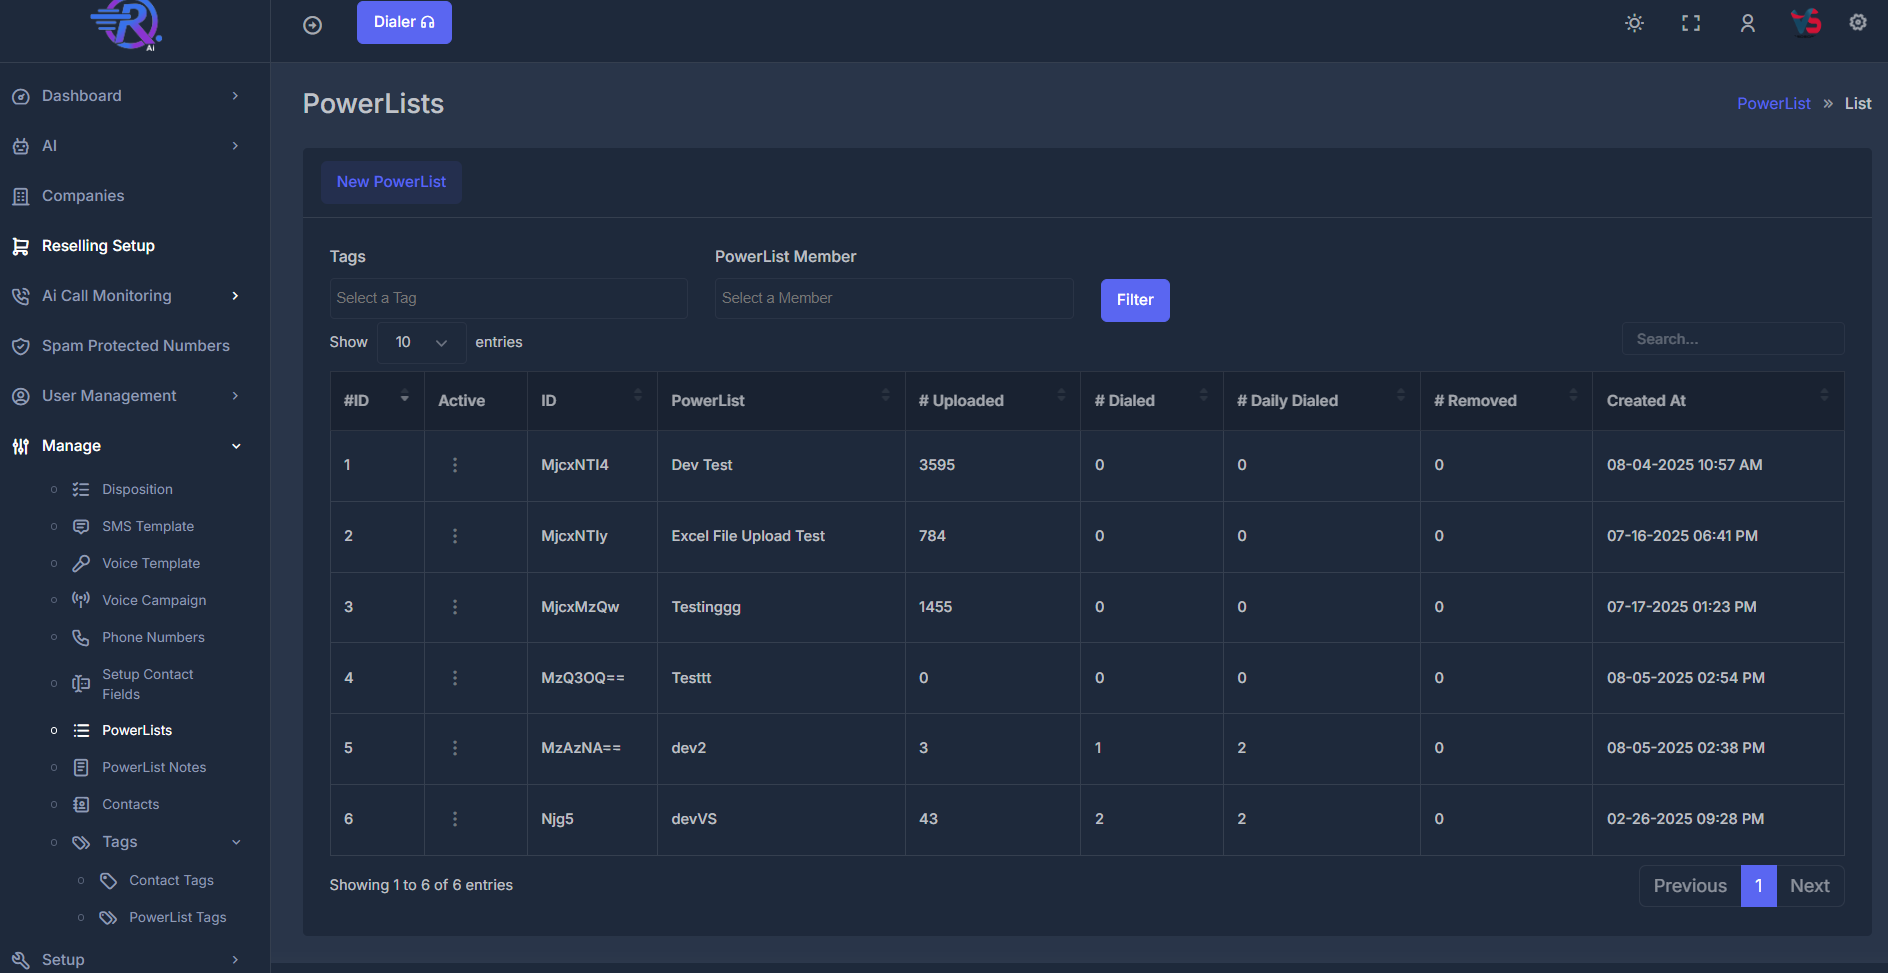 R
Ai
Dialer
VS
Dashboard
AI
Companies
Reselling Setup
Ai Call Monitoring
Spam Protected Numbers
User Management
Manage
Disposition
SMS Template
Voice Template
Voice Campaign
Phone Numbers
Setup Contact
Fields
PowerLists
PowerList Notes
Contacts
Tags
Contact Tags
PowerList Tags
Setup
PowerLists
PowerList » List
New PowerList
Tags
PowerList Member
Select a Tag
Select a Member
Filter
Show 10 entries
Search...
#ID Active ID PowerList # Uploaded # Dialed # Daily Dialed # Removed Created At
1 MjcxNTI4 Dev Test 3595 0 0 0 08-04-2025 10:57 AM
2 MjcxNTIy Excel File Upload Test 784 0 0 0 07-16-2025 06:41 PM
3 MjcxMzQw Testinggg 1455 0 0 0 07-17-2025 01:23 PM
4 MzQ3OQ== Testtt 0 0 0 0 08-05-2025 02:54 PM
5 MzAzNA== dev2 3 1 2 0 08-05-2025 02:38 PM
6 Njg5 devVS 43 2 2 0 02-26-2025 09:28 PM
Showing 1 to 6 of 6 entries
Previous 1 Next